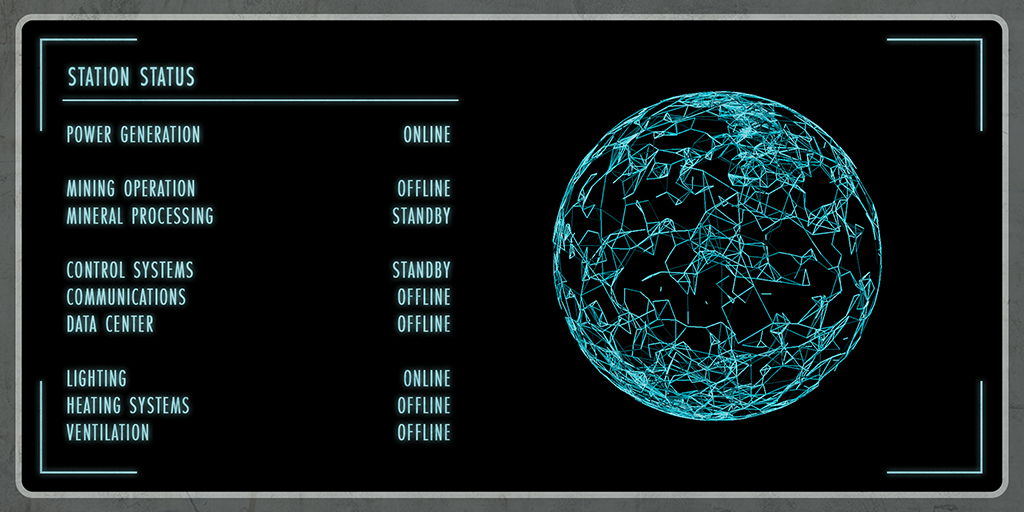 STATION STATUS
POWER GENERATION ONLINE
MINING OPERATION OFFLINE
MINERAL PROCESSING STANDBY
CONTROL SYSTEMS STANDBY
COMMUNICATIONS OFFLINE
DATA CENTER OFFLINE
LIGHTING ONLINE
HEATING SYSTEMS OFFLINE
VENTILATION OFFLINE